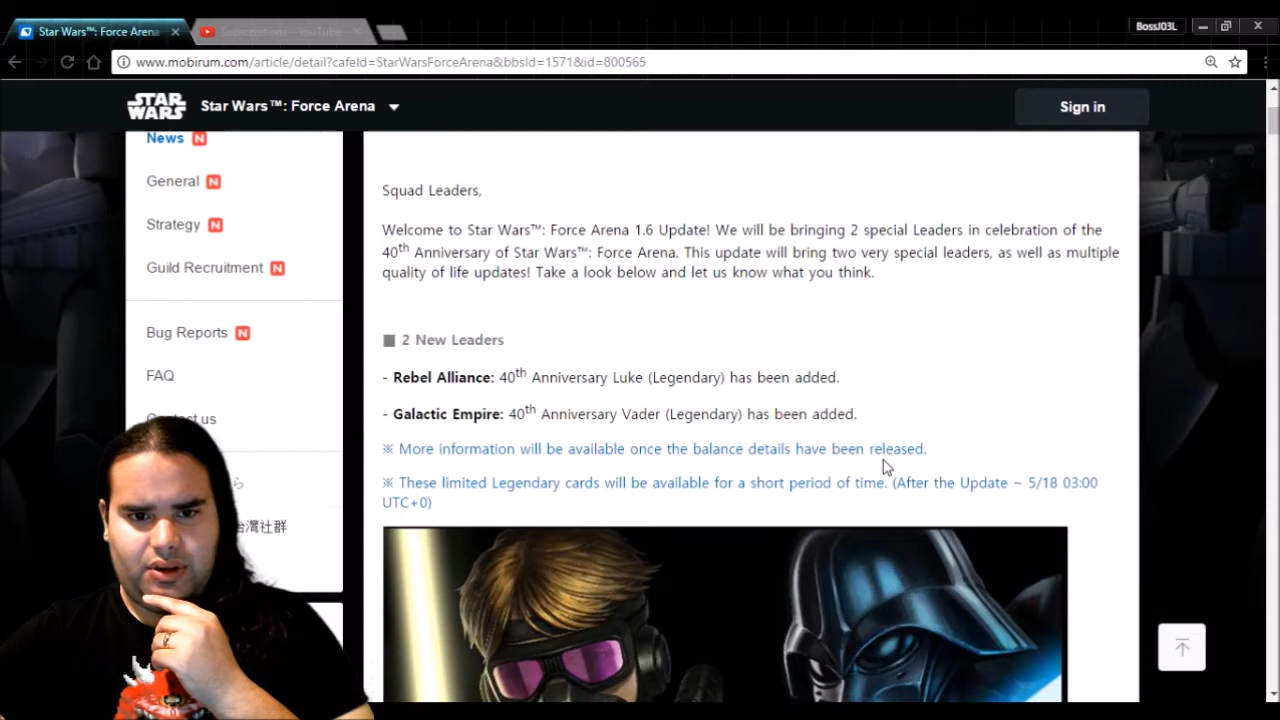 Star Wars™: Force Arena
Subscriptions - YouTube
BossJ03L
www.mobirum.com/article/detail?cafeId=StarWarsForceArena&bbsId=1571&id=800565
STAR WARS
Star Wars™: Force Arena
Sign in
News N
General N
Strategy N
Guild Recruitment N
Bug Reports N
FAQ
Contact us
ら
台灣社群
Squad Leaders,
Welcome to Star Wars™: Force Arena 1.6 Update! We will be bringing 2 special Leaders in celebration of the
40th Anniversary of Star Wars™: Force Arena. This update will bring two very special leaders, as well as multiple
quality of life updates! Take a look below and let us know what you think.
■ 2 New Leaders
- Rebel Alliance: 40th Anniversary Luke (Legendary) has been added.
- Galactic Empire: 40th Anniversary Vader (Legendary) has been added.
※ More information will be available once the balance details have been released.
※ These limited Legendary cards will be available for a short period of time. (After the Update ~ 5/18 03:00
UTC+0)